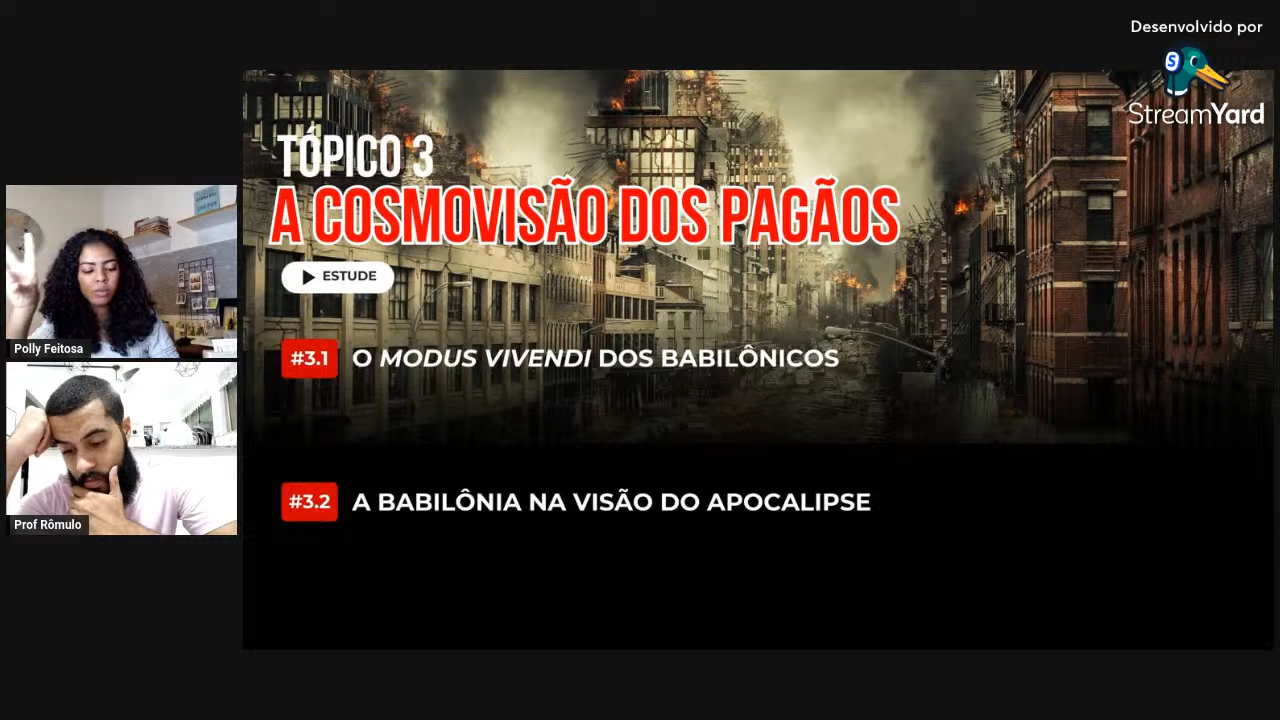 Desenvolvido por
S
StreamYard
TÓPICO 3
A COSMOVISÃO DOS PAGÃOS
ESTUDE
#3.1 O MODUS VIVENDI DOS BABILÔNICOS
#3.2 A BABILÔNIA NA VISÃO DO APOCALIPSE
Polly Feitosa
Prof Rômulo